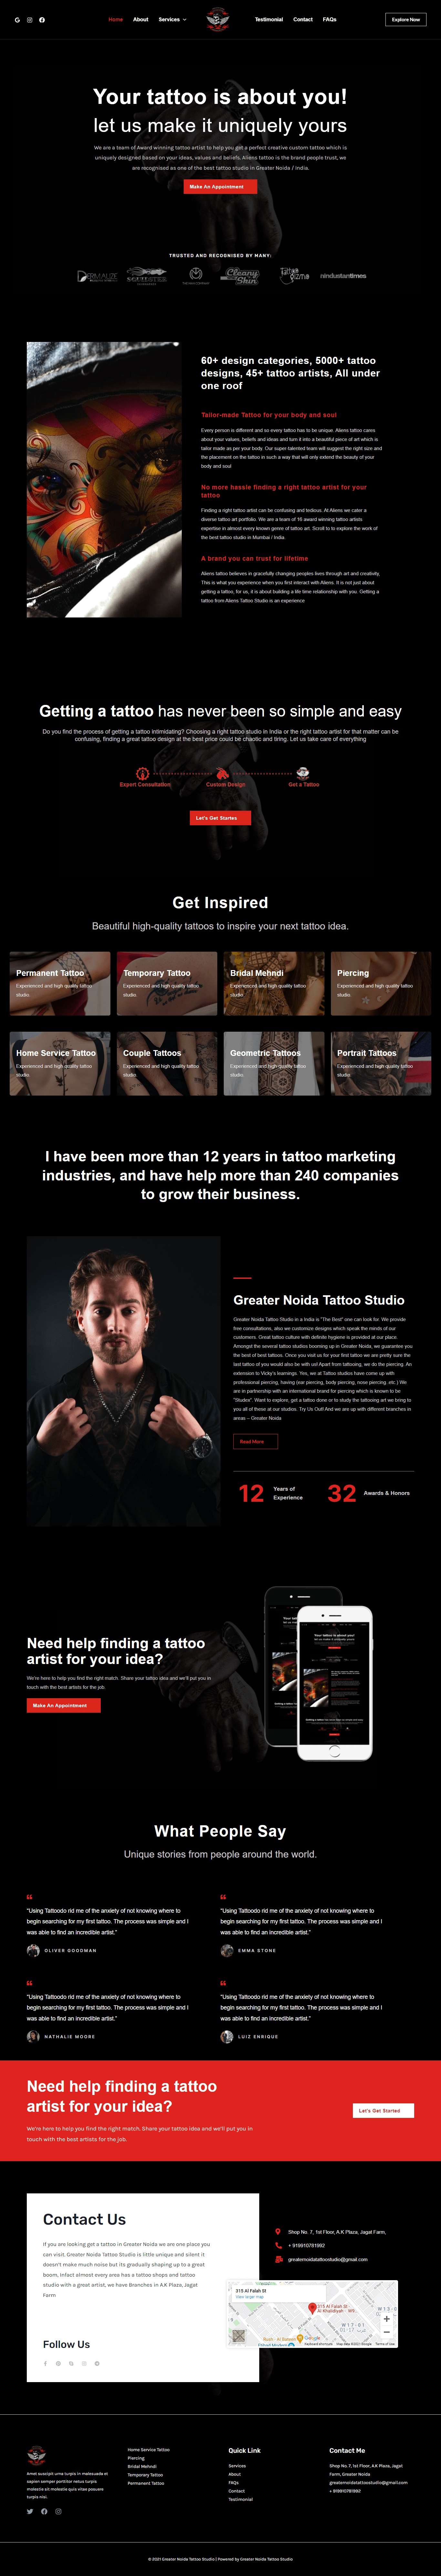 Home About Services Testimonial Contact FAQs Explore Now
Your tattoo is about you!
let us make it uniquely yours
We are a team of Award winning tattoo artist to help you get a perfect creative custom tattoo which is
uniquely designed based on your ideas, values and beliefs. Aliens tattoo is the brand people trust, we
are recognised as one of the best tattoo studio in Greater Noida / India.
Make An Appointment
TRUSTED AND RECOGNISED BY MANY:
DERMALIZE
Cleany Skin
Tattoo Gizmo
hindustantimes
60+ design categories, 5000+ tattoo
designs, 45+ tattoo artists, All under
one roof
Tailor-made Tattoo for your body and soul
Every person is different and so every tattoo has to be unique. Aliens tattoo cares
about your values, beliefs and ideas and turn it into a beautiful piece of art which is
tailor made as per your body. Our super-talented team will suggest the right size and
the placement on the tattoo in such a way that will only extend the beauty of your
body and soul
No more hassle finding a right tattoo artist for your
tattoo
Finding a right tattoo artist can be confusing and tedious. At Aliens we cater a
diverse tattoo art portfolio. We are a team of 16 award winning tattoo artists
expertise in almost every known genre of tattoo art. Scroll to to explore the work of
the best tattoo studio in Mumbai / India.
A brand you can trust for lifetime
Aliens tattoo believes in gracefully changing peoples lives through art and creativity,
This is what you experience when you first interact with Aliens. It is not just about
getting a tattoo, for us, it is about building a life time relationship with you. Getting a
tattoo from Aliens Tattoo Studio is an experience
Getting a tattoo has never been so simple and easy
Do you find the process of getting a tattoo intimidating? Choosing a right tattoo studio in India or the right tattoo artist for that matter can be
confusing, finding a great tattoo design at the best price could be chaotic and tiring. Let us take care of everything
Expert Consultation Custom Design Get a Tattoo
Let's Get Startes
Get Inspired
Beautiful high-quality tattoos to inspire your next tattoo idea.
Permanent Tattoo
Experienced and high quality tattoo
studio.
Temporary Tattoo
Experienced and high quality tattoo
studio.
Bridal Mehndi
Experienced and high quality tattoo
studio.
Piercing
Experienced and high quality tattoo
studio.
Home Service Tattoo
Experienced and high quality tattoo
studio.
Couple Tattoos
Experienced and high quality tattoo
studio.
Geometric Tattoos
Experienced and high quality tattoo
studio.
Portrait Tattoos
Experienced and high quality tattoo
studio.
I have been more than 12 years in tattoo marketing
industries, and have help more than 240 companies
to grow their business.
Greater Noida Tattoo Studio
Greater Noida Tattoo Studio in a India is "The Best" one can look for. We provide
free consultations, also we customize designs which speak the minds of our
customers. Great tattoo culture with definite hygiene is provided at our place.
Amongst the several tattoo studios booming up in Greater Noida, we guarantee you
the best of best tattoos. Once you visit us for your first tattoo we are pretty sure the
last tattoo of you would also be with us! Apart from tattooing, we do the piercing. An
extension to Vicky's learnings. Yes, we at Tattoo studios have come up with
professional piercing, having (ear piercing, body piercing, nose piercing .etc.) We
are in partnership with an international brand for piercing which is known to be
"Studex". Want to explore, get a tattoo done or to study the tattooing art we bring to
you all of that at our studios. Try Us Out! And we are up with different branches in
areas – Greater Noida
Read More
12 Years of
Experience
32 Awards & Honors
Need help finding a tattoo
artist for your idea?
We're here to help you find the right match. Share your tattoo idea and we'll put you in
touch with the best artists for the job.
Make An Appointment
What People Say
Unique stories from people around the world.
"Using Tattoodo rid me of the anxiety of not knowing where to
begin searching for my first tattoo. The process was simple and I
was able to find an incredible artist."
OLIVER GOODMAN
"Using Tattoodo rid me of the anxiety of not knowing where to
begin searching for my first tattoo. The process was simple and I
was able to find an incredible artist."
EMMA STONE
"Using Tattoodo rid me of the anxiety of not knowing where to
begin searching for my first tattoo. The process was simple and I
was able to find an incredible artist."
NATHALIE MOORE
"Using Tattoodo rid me of the anxiety of not knowing where to
begin searching for my first tattoo. The process was simple and I
was able to find an incredible artist."
LUIZ ENRIQUE
Need help finding a tattoo
artist for your idea?
We're here to help you find the right match. Share your tattoo idea and we'll put you in
touch with the best artists for the job.
Let's Get Started
Contact Us
If you are looking get a tattoo in Greater Noida we are one place you
can visit. Greater Noida Tattoo Studio is little unique and silent it
doesn't make much noise but its gradually shaping up to a great
boom, Infact almost every area has a tattoo shops and tattoo
studio with a great artist, we have Branches in A.K Plaza, Jagat
Farm
Follow Us
Shop No. 7, 1st Floor, A.K Plaza, Jagat Farm,
+ 919910781992
greaternoidatattoostudio@gmail.com
315 Al Falah St
View larger map
315 Al Falah St
Google
Keyboard shortcuts Map data ©2021 Google Terms of Use
Amet suscipit urna turpis in malesuada at
sapien semper porttitor netus turpis
molestie sit molestie quis vitae posuere
turpis nisi.
Home Service Tattoo
Piercing
Bridal Mehndi
Temporary Tattoo
Permanent Tattoo
Quick Link
Services
About
FAQs
Contact
Testimonial
Contact Me
Shop No. 7, 1st Floor, A.K Plaza, Jagat
Farm, Greater Noida
greaternoidatattoostudio@gmail.com
+ 919910781992
© 2021 Greater Noida Tattoo Studio | Powered by Greater Noida Tattoo Studio